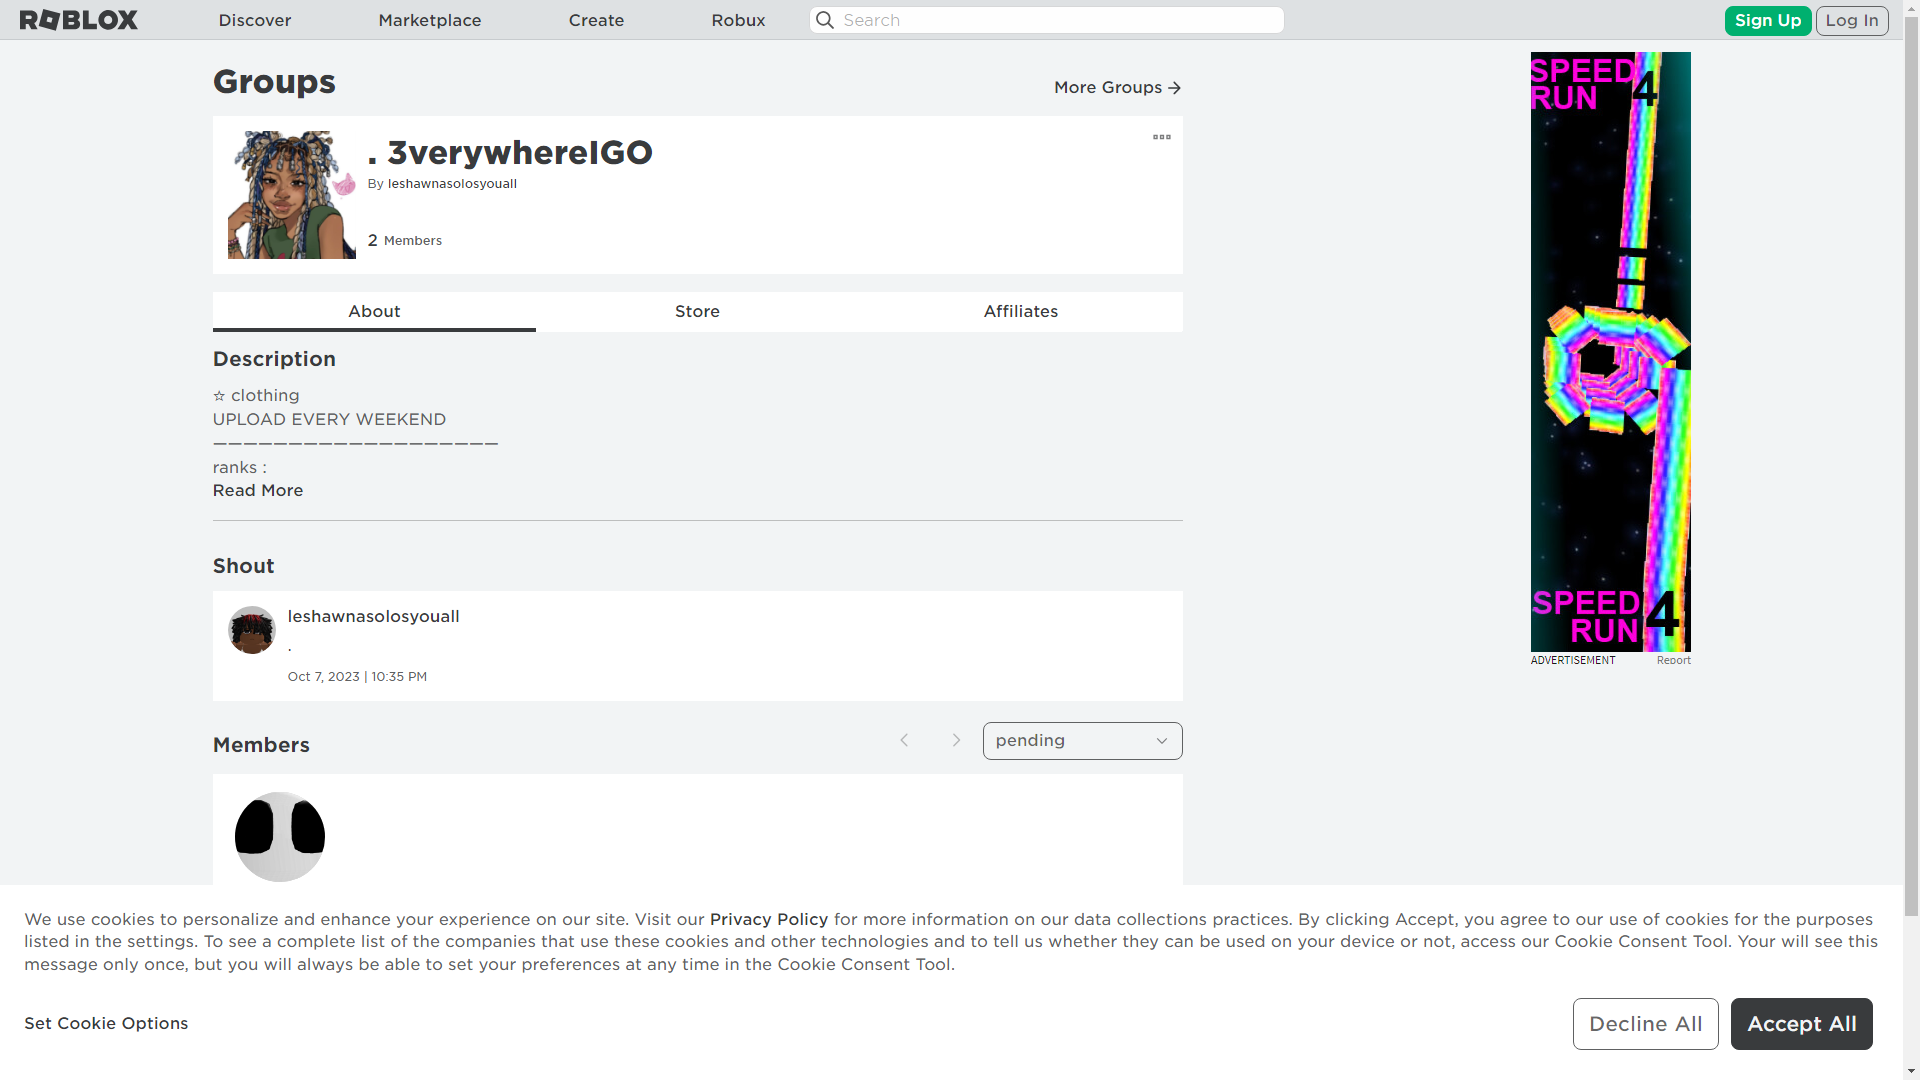 ROBLOX
Discover
Marketplace
Create
Robux
Search
Sign Up
Log In
Groups
More Groups
. 3verywhereIGO
By leshawnasolosyouall
2 Members
About
Store
Affiliates
Description
☆ clothing
UPLOAD EVERY WEEKEND
———————————————————
ranks :
Read More
Shout
leshawnasolosyouall
.
Oct 7, 2023 | 10:35 PM
Members
pending
SPEED
RUN 4
SPEED
RUN 4
ADVERTISEMENT
Report
We use cookies to personalize and enhance your experience on our site. Visit our Privacy Policy for more information on our data collections practices. By clicking Accept, you agree to our use of cookies for the purposes
listed in the settings. To see a complete list of the companies that use these cookies and other technologies and to tell us whether they can be used on your device or not, access our Cookie Consent Tool. Your will see this
message only once, but you will always be able to set your preferences at any time in the Cookie Consent Tool.
Set Cookie Options
Decline All
Accept All